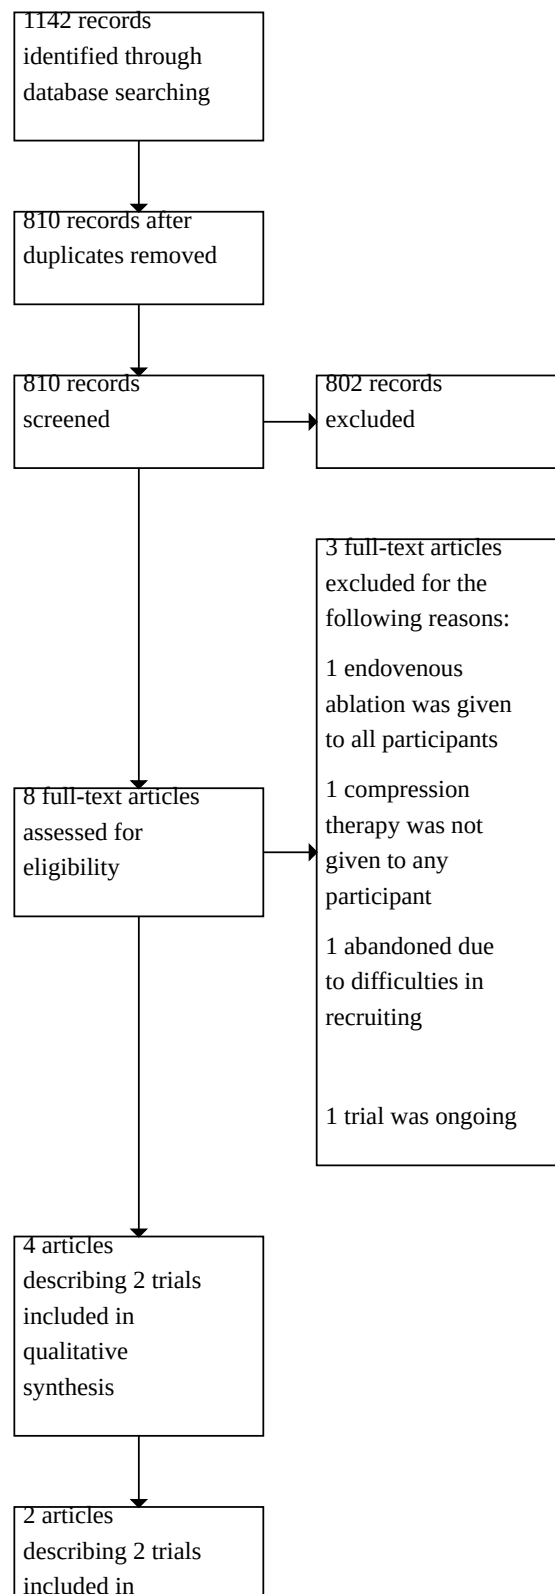 1142 records
identified through
database searching
810 records after
duplicates removed
810 records
screened
802 records
excluded
3 full-text articles
excluded for the
following reasons:
1 endovenous
ablation was given
to all participants
1 compression
therapy was not
given to any
participant
1 abandoned due
to difficulties in
recruiting
1 trial was ongoing
8 full-text articles
assessed for
eligibility
4 articles
describing 2 trials
included in
qualitative
synthesis
2 articles
describing 2 trials
included in